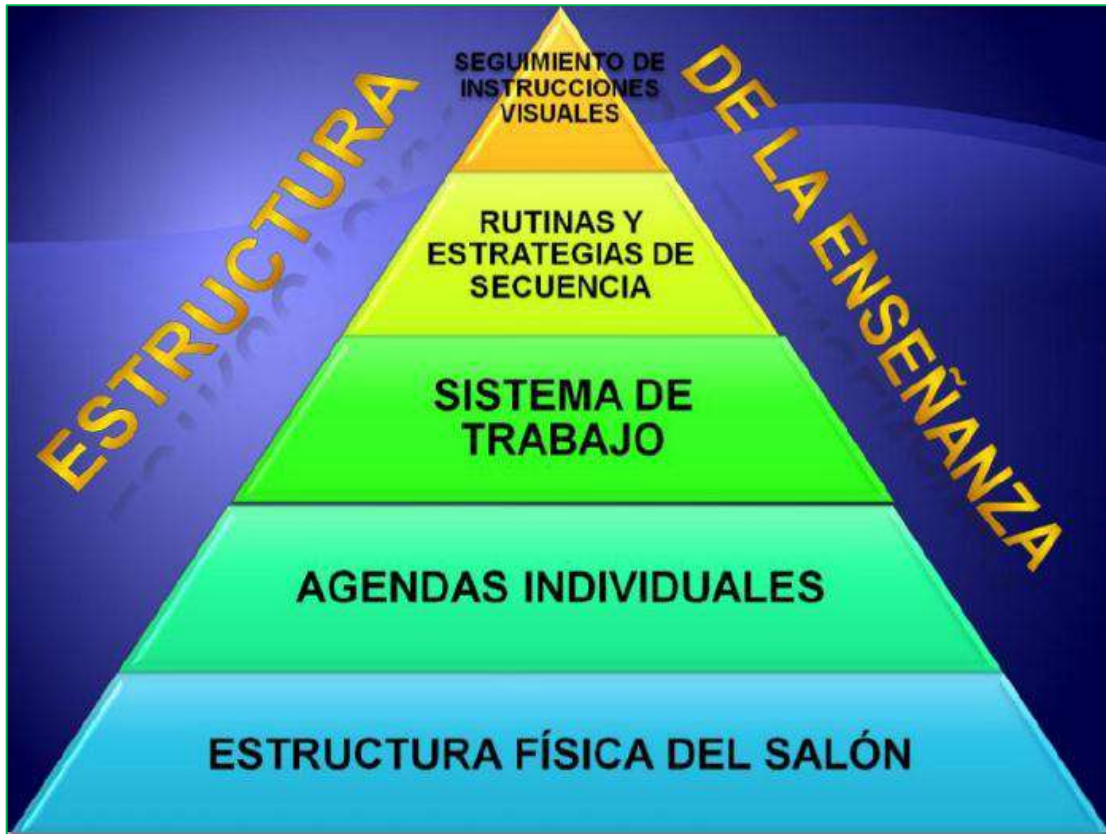 ESTRUCTURA
DE LA ENSEÑANZA
SEGUIMIENTO DE
INSTRUCCIONES
VISUALES
RUTINAS Y
ESTRATEGIAS DE
SECUENCIA
SISTEMA DE
TRABAJO
AGENDAS INDIVIDUALES
ESTRUCTURA FÍSICA DEL SALÓN